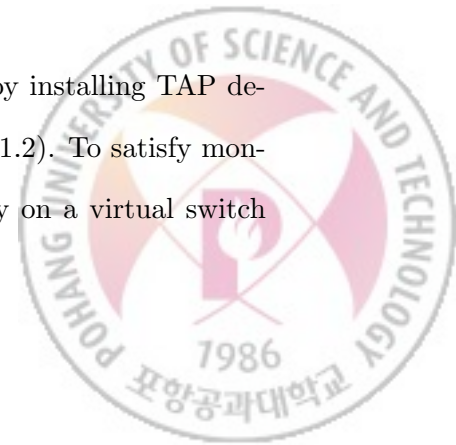 by installing TAP de-
1.2). To satisfy mon-
y on a virtual switch
POHANG UNIVERSITY OF SCIENCE AND TECHNOLOGY
1986
포항공과대학교